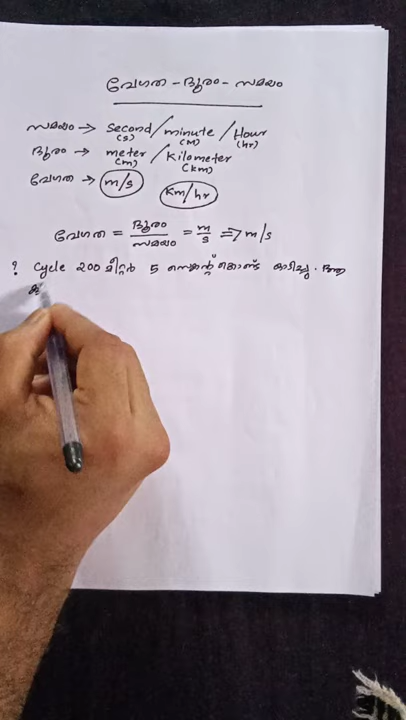 വേഗത - ദൂരം - സമയം
സമയം → second/minute/Hour
(s) (M) (hr)
ദൂരം → meter/Kilometer
(m) (km)
വേഗത → m/s km/hr
വേഗത = ദൂരം/സമയം = m/s ⇒ m/s
? Cycle 200 മീറ്റർ 5 സെക്കന്റ് കൊണ്ട് ഓടിച്ചു.